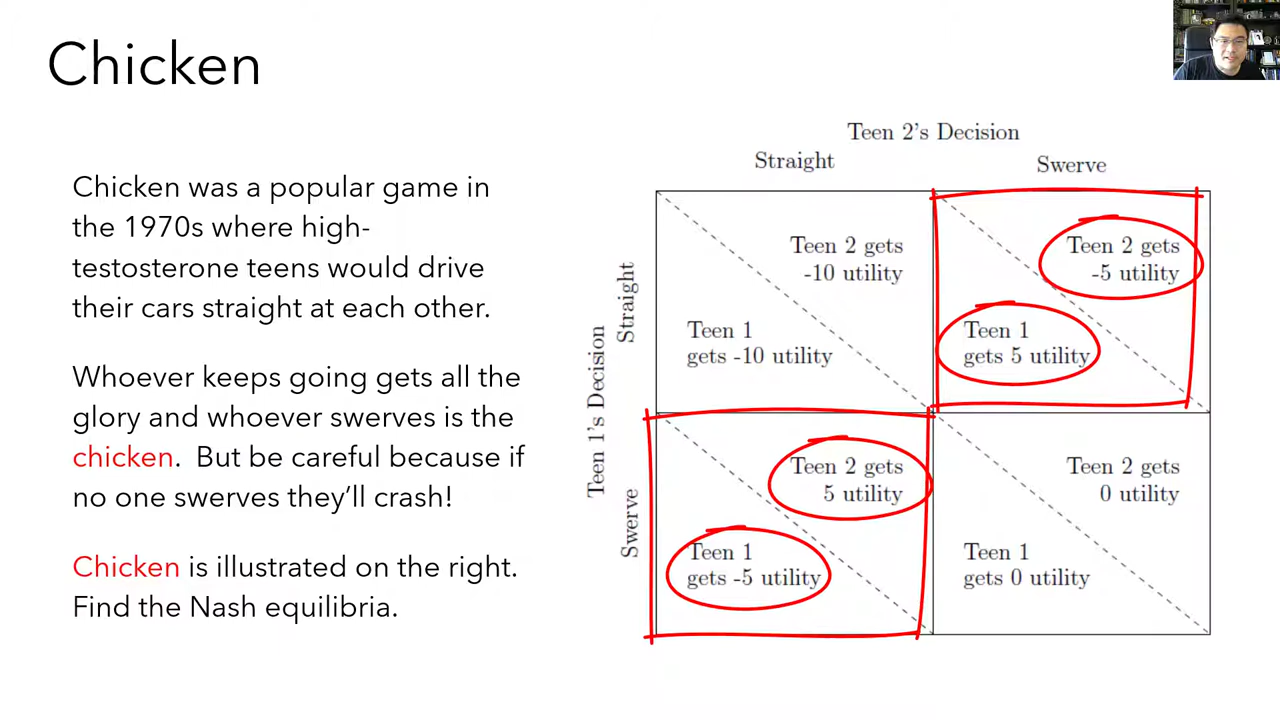 Chicken
Chicken was a popular game in
the 1970s where high-
testosterone teens would drive
their cars straight at each other.
Whoever keeps going gets all the
glory and whoever swerves is the
chicken. But be careful because if
no one swerves they'll crash!
Chicken is illustrated on the right.
Find the Nash equilibria.
Teen 2's Decision
Straight
Swerve
Teen 1's Decision
Straight
Swerve
Teen 2 gets
-10 utility
Teen 1
gets -10 utility
Teen 2 gets
-5 utility
Teen 1
gets 5 utility
Teen 2 gets
5 utility
Teen 1
gets -5 utility
Teen 2 gets
0 utility
Teen 1
gets 0 utility